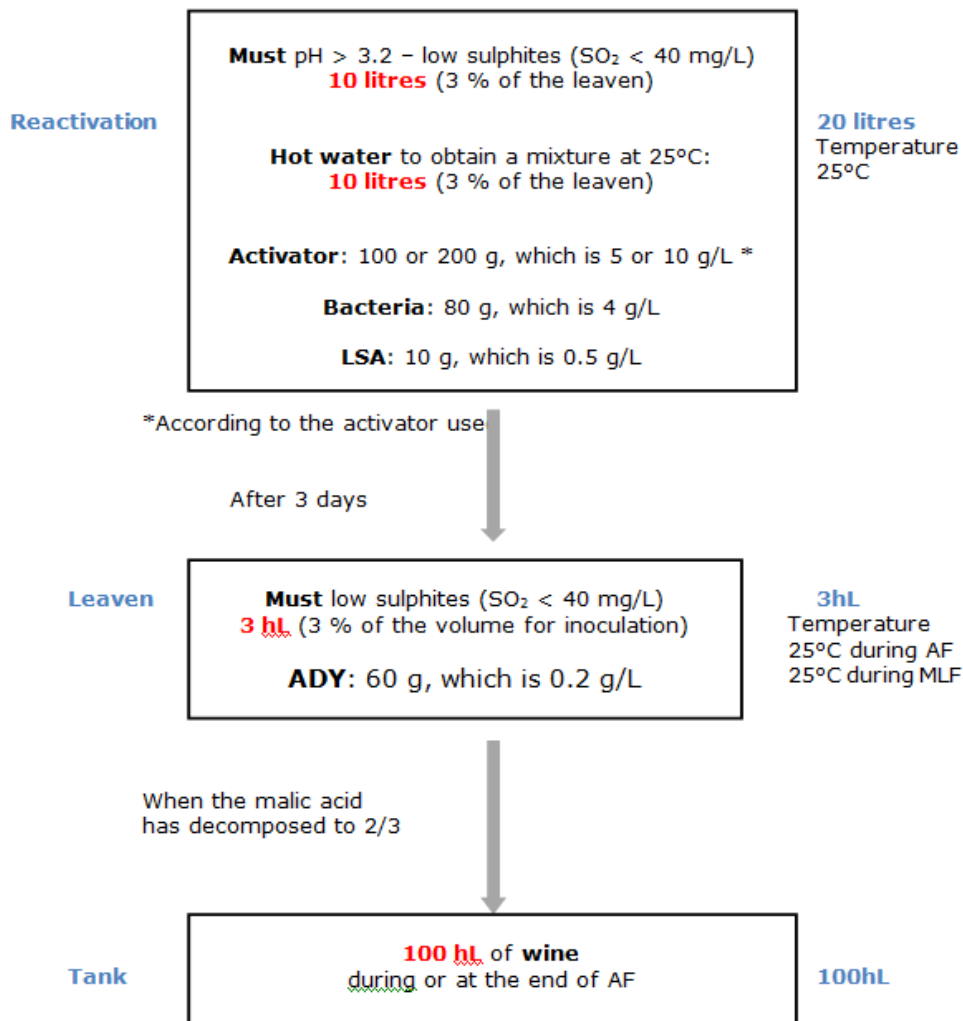 Must pH > 3.2 – low sulphites (SO₂ < 40 mg/L)
10 litres (3 % of the leaven)
Reactivation
20 litres
Temperature
25°C
Hot water to obtain a mixture at 25°C:
10 litres (3 % of the leaven)
Activator: 100 or 200 g, which is 5 or 10 g/L *
Bacteria: 80 g, which is 4 g/L
LSA: 10 g, which is 0.5 g/L
*According to the activator use
After 3 days
Leaven
Must low sulphites (SO₂ < 40 mg/L)
3 hL (3 % of the volume for inoculation)
ADY: 60 g, which is 0.2 g/L
3hL
Temperature
25°C during AF
25°C during MLF
When the malic acid
has decomposed to 2/3
Tank
100 hL of wine
during or at the end of AF
100hL